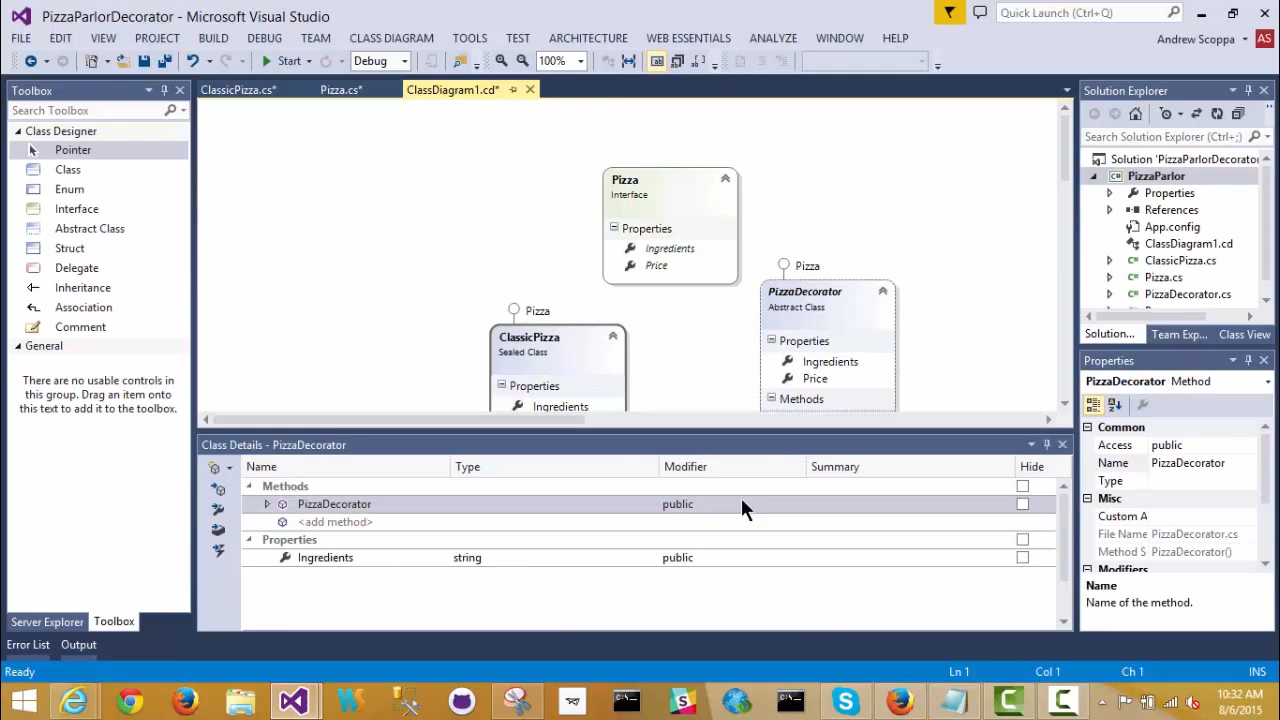 PizzaParlorDecorator - Microsoft Visual Studio
Quick Launch (Ctrl+Q)
FILE EDIT VIEW PROJECT BUILD DEBUG TEAM CLASS DIAGRAM TOOLS TEST ARCHITECTURE WEB ESSENTIALS ANALYZE WINDOW HELP
Andrew Scoppa AS
Start Debug 100%
Toolbox
Search Toolbox
Class Designer
Pointer
Class
Enum
Interface
Abstract Class
Struct
Delegate
Inheritance
Association
Comment
General
There are no usable controls in
this group. Drag an item onto
this text to add it to the toolbox.
Server Explorer Toolbox
Error List Output
ClassicPizza.cs* Pizza.cs* ClassDiagram1.cd*
Pizza
Interface
Properties
Ingredients
Price
Pizza
PizzaDecorator
Abstract Class
Properties
Ingredients
Price
Methods
Pizza
ClassicPizza
Sealed Class
Properties
Ingredients
Class Details - PizzaDecorator
Name Type Modifier Summary Hide
Methods
PizzaDecorator public
<add method>
Properties
Ingredients string public
Solution Explorer
Search Solution Explorer (Ctrl+;)
Solution 'PizzaParlorDecorator
C# PizzaParlor
Properties
References
App.config
ClassDiagram1.cd
C# ClassicPizza.cs
C# Pizza.cs
C# PizzaDecorator.cs
Solution... Team Exp... Class View
Properties
PizzaDecorator Method
Common
Access public
Name PizzaDecorator
Type
Misc
Custom A
File Name PizzaDecorator.cs
Method S PizzaDecorator()
Modifiers
Name
Name of the method.
Ready Ln 1 Col 1 Ch 1 INS
10:32 AM
8/6/2015